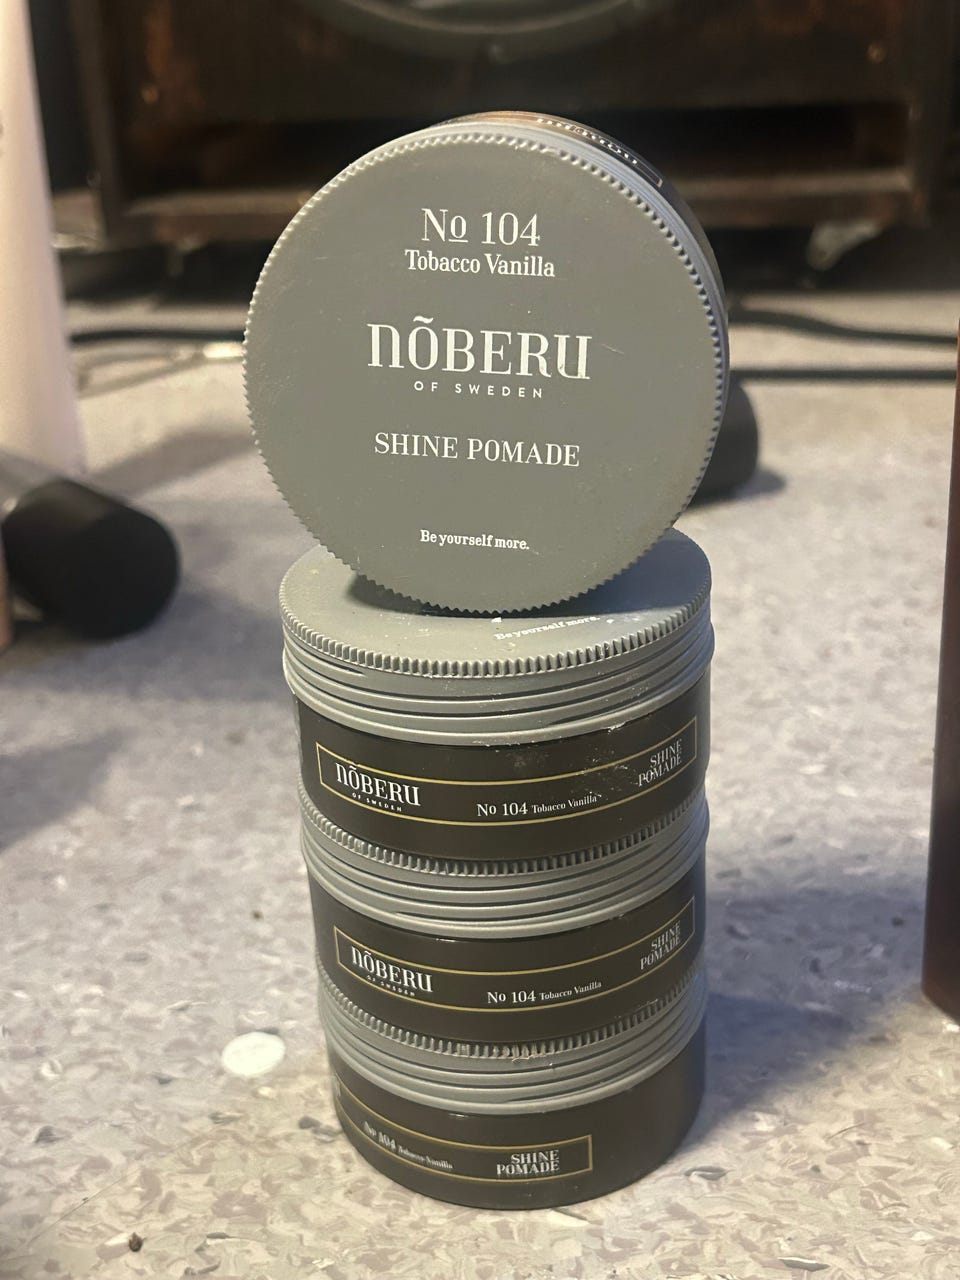 No 104
Tobacco Vanilla
NÕBERU
OF SWEDEN
SHINE POMADE
Be yourself more.
Be yourself more.
NÕBERU
OF SWEDEN
No 104 Tobacco Vanilla
SHINE
POMADE
NÕBERU
OF SWEDEN
No 104 Tobacco Vanilla
SHINE
POMADE
No 104 Tobacco Vanilla
SHINE
POMADE